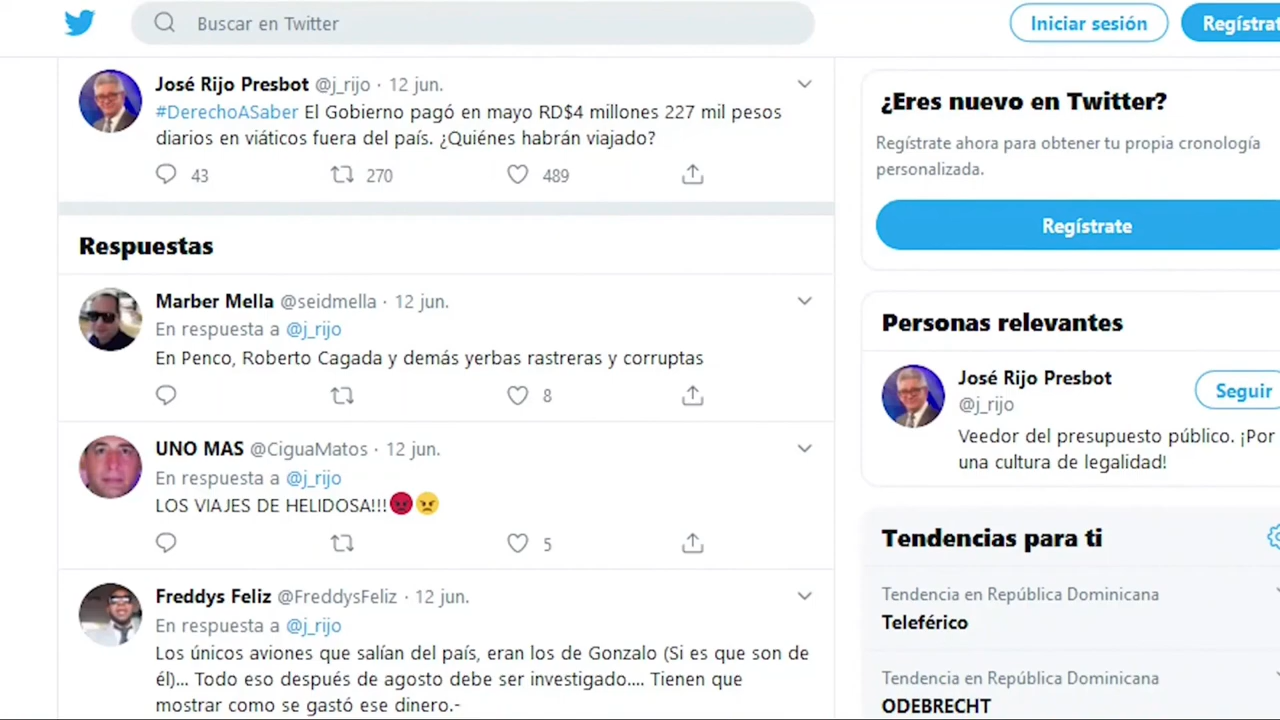 Buscar en Twitter
Iniciar sesión
Regístrat
José Rijo Presbot @j_rijo · 12 jun.
#DerechoASaber El Gobierno pagó en mayo RD$4 millones 227 mil pesos
diarios en viáticos fuera del país. ¿Quiénes habrán viajado?
43 270 489
Respuestas
Marber Mella @seidmella · 12 jun.
En respuesta a @j_rijo
En Penco, Roberto Cagada y demás yerbas rastreras y corruptas
8
UNO MAS @CiguaMatos · 12 jun.
En respuesta a @j_rijo
LOS VIAJES DE HELIDOSA!!!😡😠
5
Freddys Feliz @FreddysFeliz · 12 jun.
En respuesta a @j_rijo
Los únicos aviones que salían del país, eran los de Gonzalo (Si es que son de
él)... Todo eso después de agosto debe ser investigado.... Tienen que
mostrar como se gastó ese dinero.-
¿Eres nuevo en Twitter?
Regístrate ahora para obtener tu propia cronología
personalizada.
Regístrate
Personas relevantes
José Rijo Presbot
@j_rijo
Seguir
Veedor del presupuesto público. ¡Por
una cultura de legalidad!
Tendencias para ti
Tendencia en República Dominicana
Teleférico
Tendencia en República Dominicana
ODEBRECHT